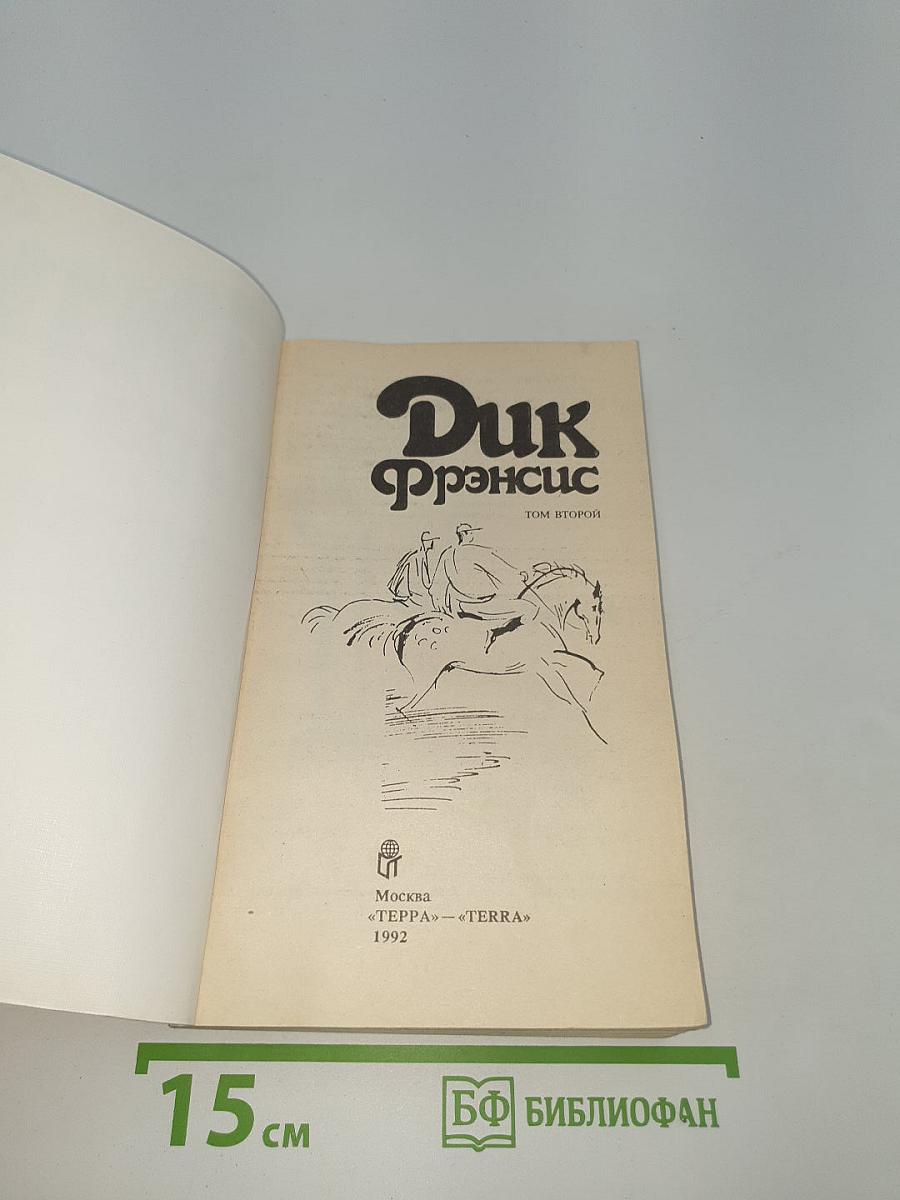 Дик
Фрэнсис
ТОМ ВТОРОЙ
Москва
«ТЕРРА» — «TERRA»
1992
15 см
БФ БИБЛИОФАН